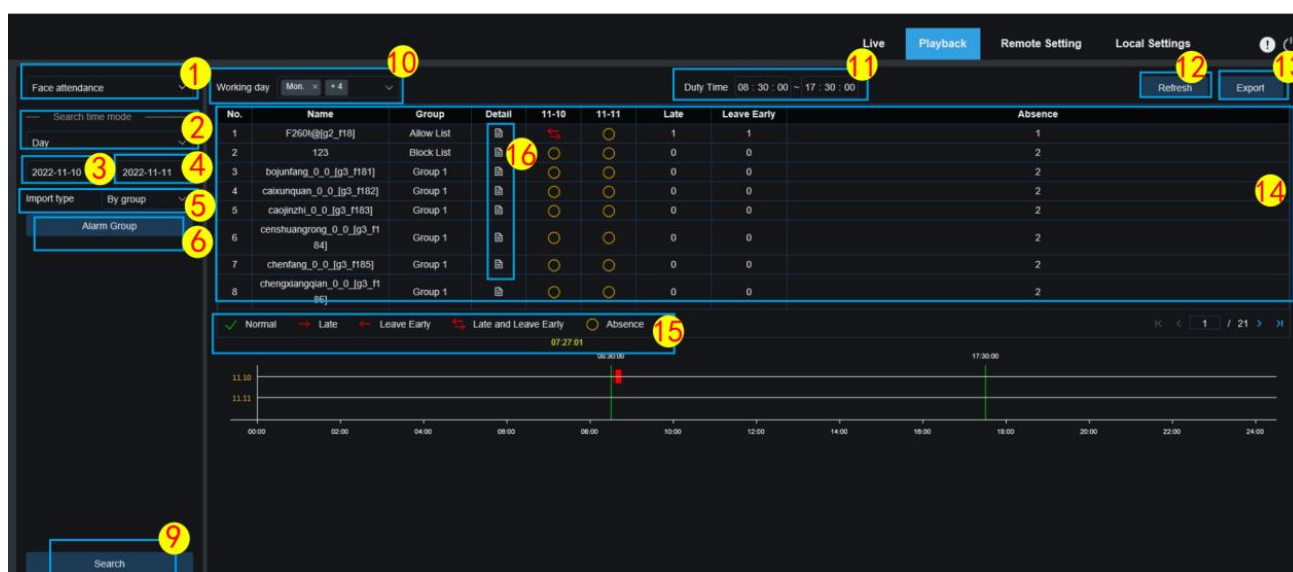 Live Playback Remote Setting Local Settings
1 10 11 12 13
Face attendance Working day Mon. × + 4 Duty Time 08 : 30 : 00 ~ 17 : 30 : 00 Refresh Export
Search time mode 2
Day
2022-11-10 3 2022-11-11 4
Import type By group 5
Alarm Group 6
No. Name Group Detail 11-10 11-11 Late Leave Early Absence
1 F260I@[g2_f18] Allow List 1 1 1
2 123 Block List 16 0 0 2
3 bojunfang_0_0_[g3_f181] Group 1 0 0 2
4 caixunquan_0_0_[g3_f182] Group 1 0 0 2 14
5 caojinzhi_0_0_[g3_f183] Group 1 0 0 2
6 censhuangrong_0_0_[g3_f1
84] Group 1 0 0 2
7 chenfang_0_0_[g3_f185] Group 1 0 0 2
8 chengxiangqian_0_0_[g3_f1
86] Group 1 0 0 2
Normal Late Leave Early Late and Leave Early Absence 15 1 / 21
07:27:01
08:30:00 17:30:00
11.10
11.11
00:00 02:00 04:00 06:00 08:00 10:00 12:00 14:00 16:00 18:00 20:00 22:00 24:00
9
Search